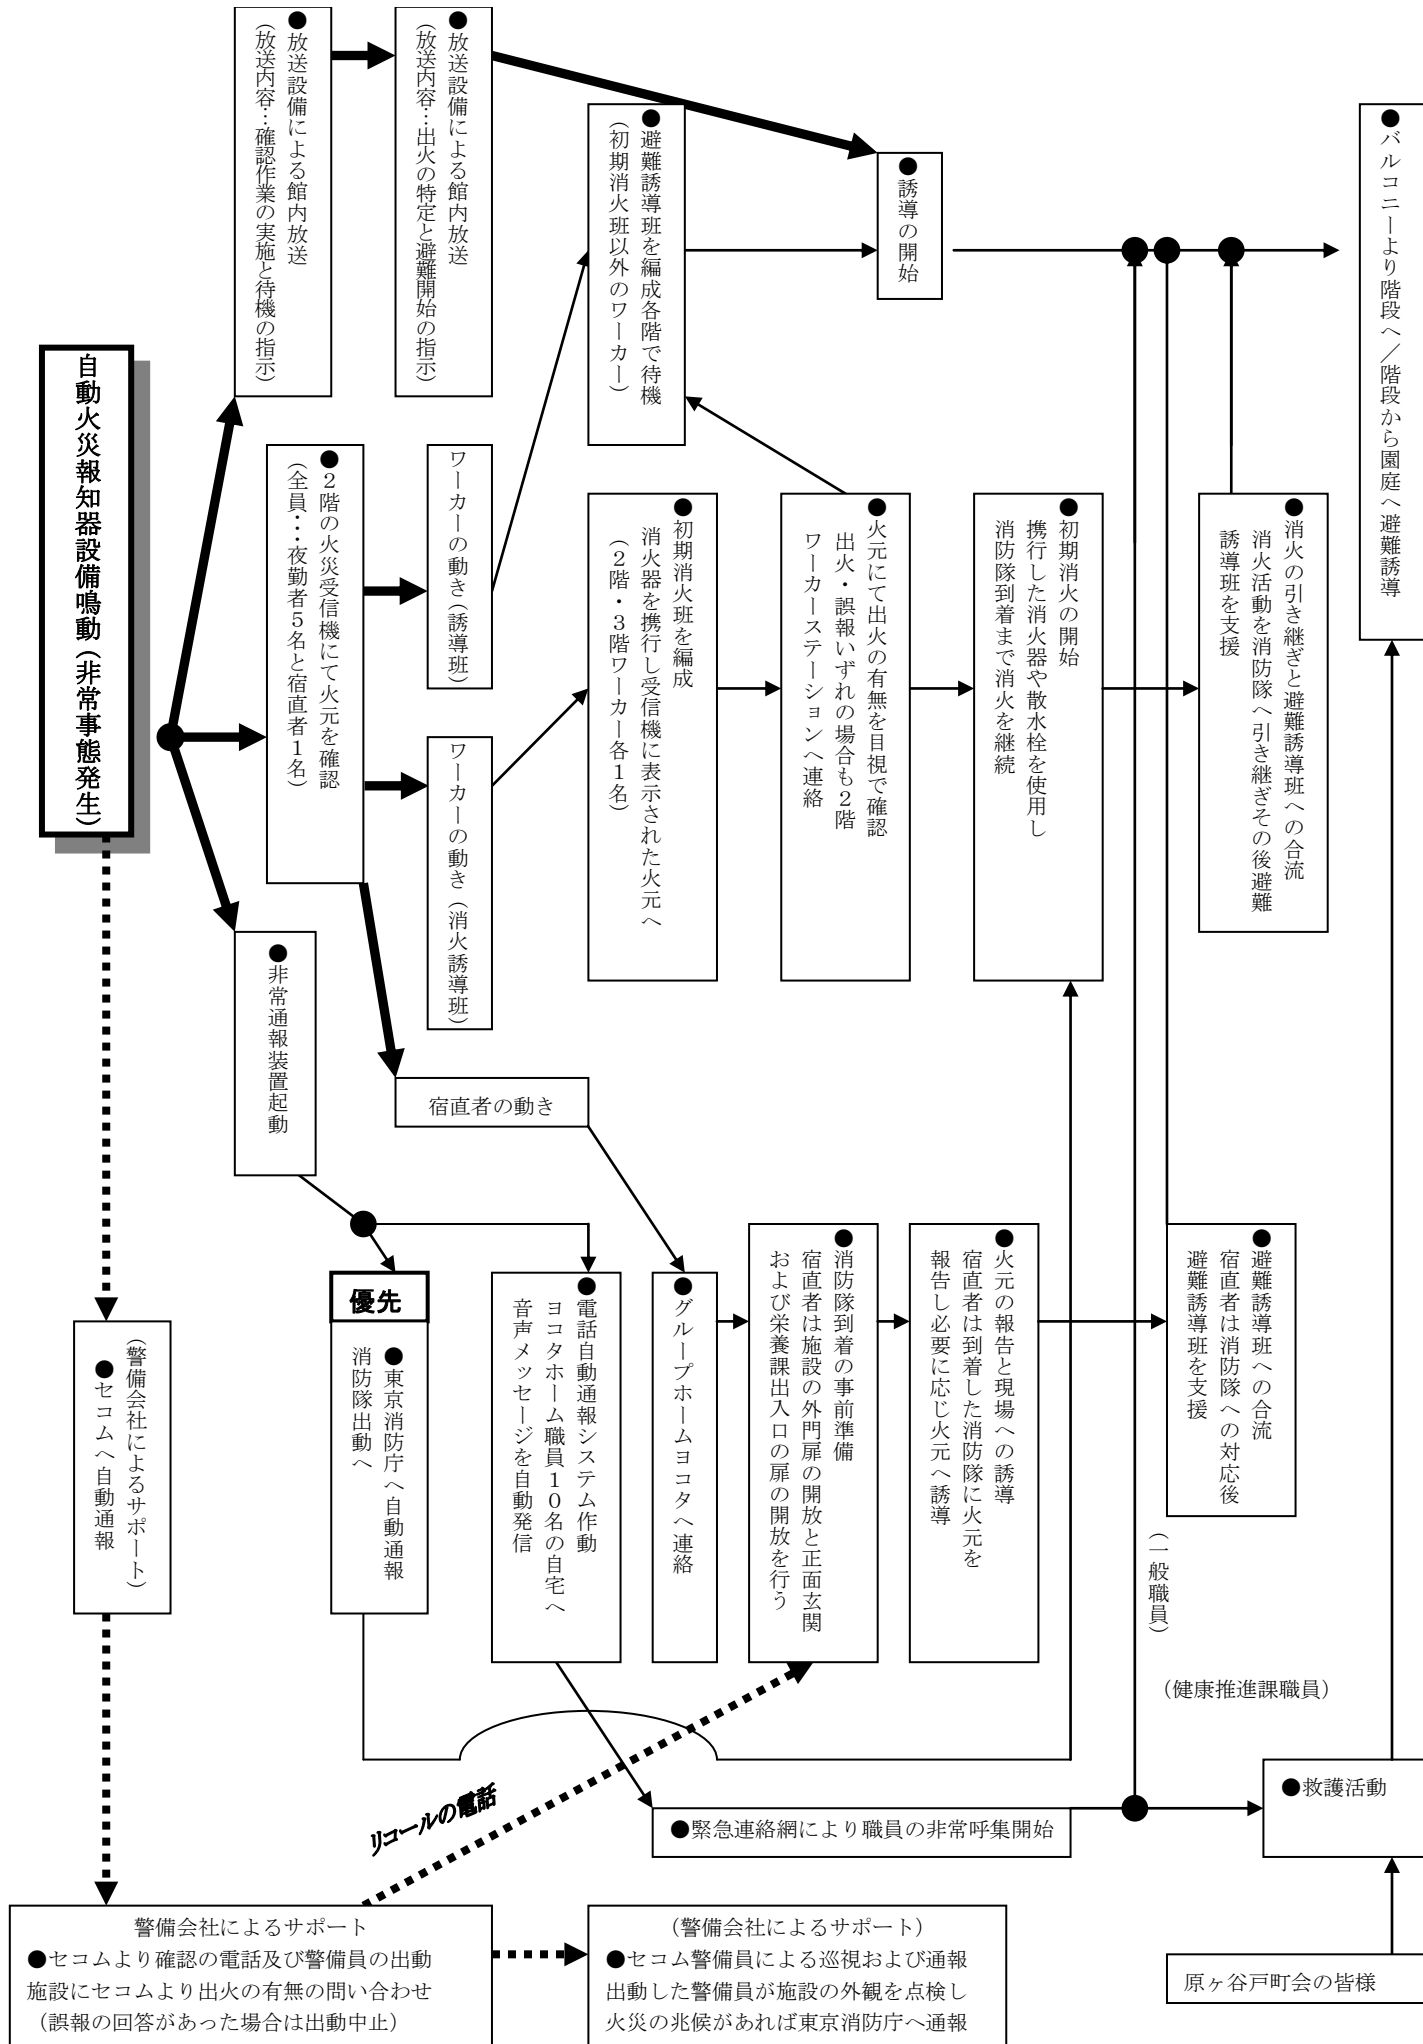 自動火災報知器設備鳴動（非常事態発生）
●放送設備による館内放送
（放送内容…確認作業の実施と待機の指示）
●放送設備による館内放送
（放送内容…出火の特定と避難開始の指示）
●２階の火災受信機にて火元を確認
（全員・・・夜勤者５名と宿直者１名）
ワーカーの動き（誘導班）
ワーカーの動き（消火誘導班）
●避難誘導班を編成各階で待機
（初期消火班以外のワーカー）
●誘導の開始
●バルコニーより階段へ／階段から園庭へ避難誘導
●初期消火班を編成
消火器を携行し受信機に表示された火元へ
（２階・３階ワーカー各１名）
●火元にて出火の有無を目視で確認
出火・誤報いずれの場合も２階
ワーカーステーションへ連絡
●初期消火の開始
携行した消火器や散水栓を使用し
消防隊到着まで消火を継続
●消火の引き継ぎと避難誘導班への合流
消火活動を消防隊へ引き継ぎその後避難
誘導班を支援
●非常通報装置起動
宿直者の動き
優先
●東京消防庁へ自動通報
消防隊出動へ
●電話自動通報システム作動
ヨコタホーム職員１０名の自宅へ
音声メッセージを自動発信
●グループホームヨコタへ連絡
●消防隊到着の事前準備
宿直者は施設の外門扉の開放と正面玄関
および栄養課出入口の扉の開放を行う
●火元の報告と現場への誘導
宿直者は到着した消防隊に火元を
報告し必要に応じ火元へ誘導
●避難誘導班への合流
宿直者は消防隊への対応後
避難誘導班を支援
（一般職員）
（健康推進課職員）
（警備会社によるサポート）
●セコムへ自動通報
リコールの電話
●緊急連絡網により職員の非常呼集開始
●救護活動
警備会社によるサポート
●セコムより確認の電話及び警備員の出動
施設にセコムより出火の有無の問い合わせ
（誤報の回答があった場合は出動中止）
（警備会社によるサポート）
●セコム警備員による巡視および通報
出動した警備員が施設の外観を点検し
火災の兆候があれば東京消防庁へ通報
原ヶ谷戸町会の皆様